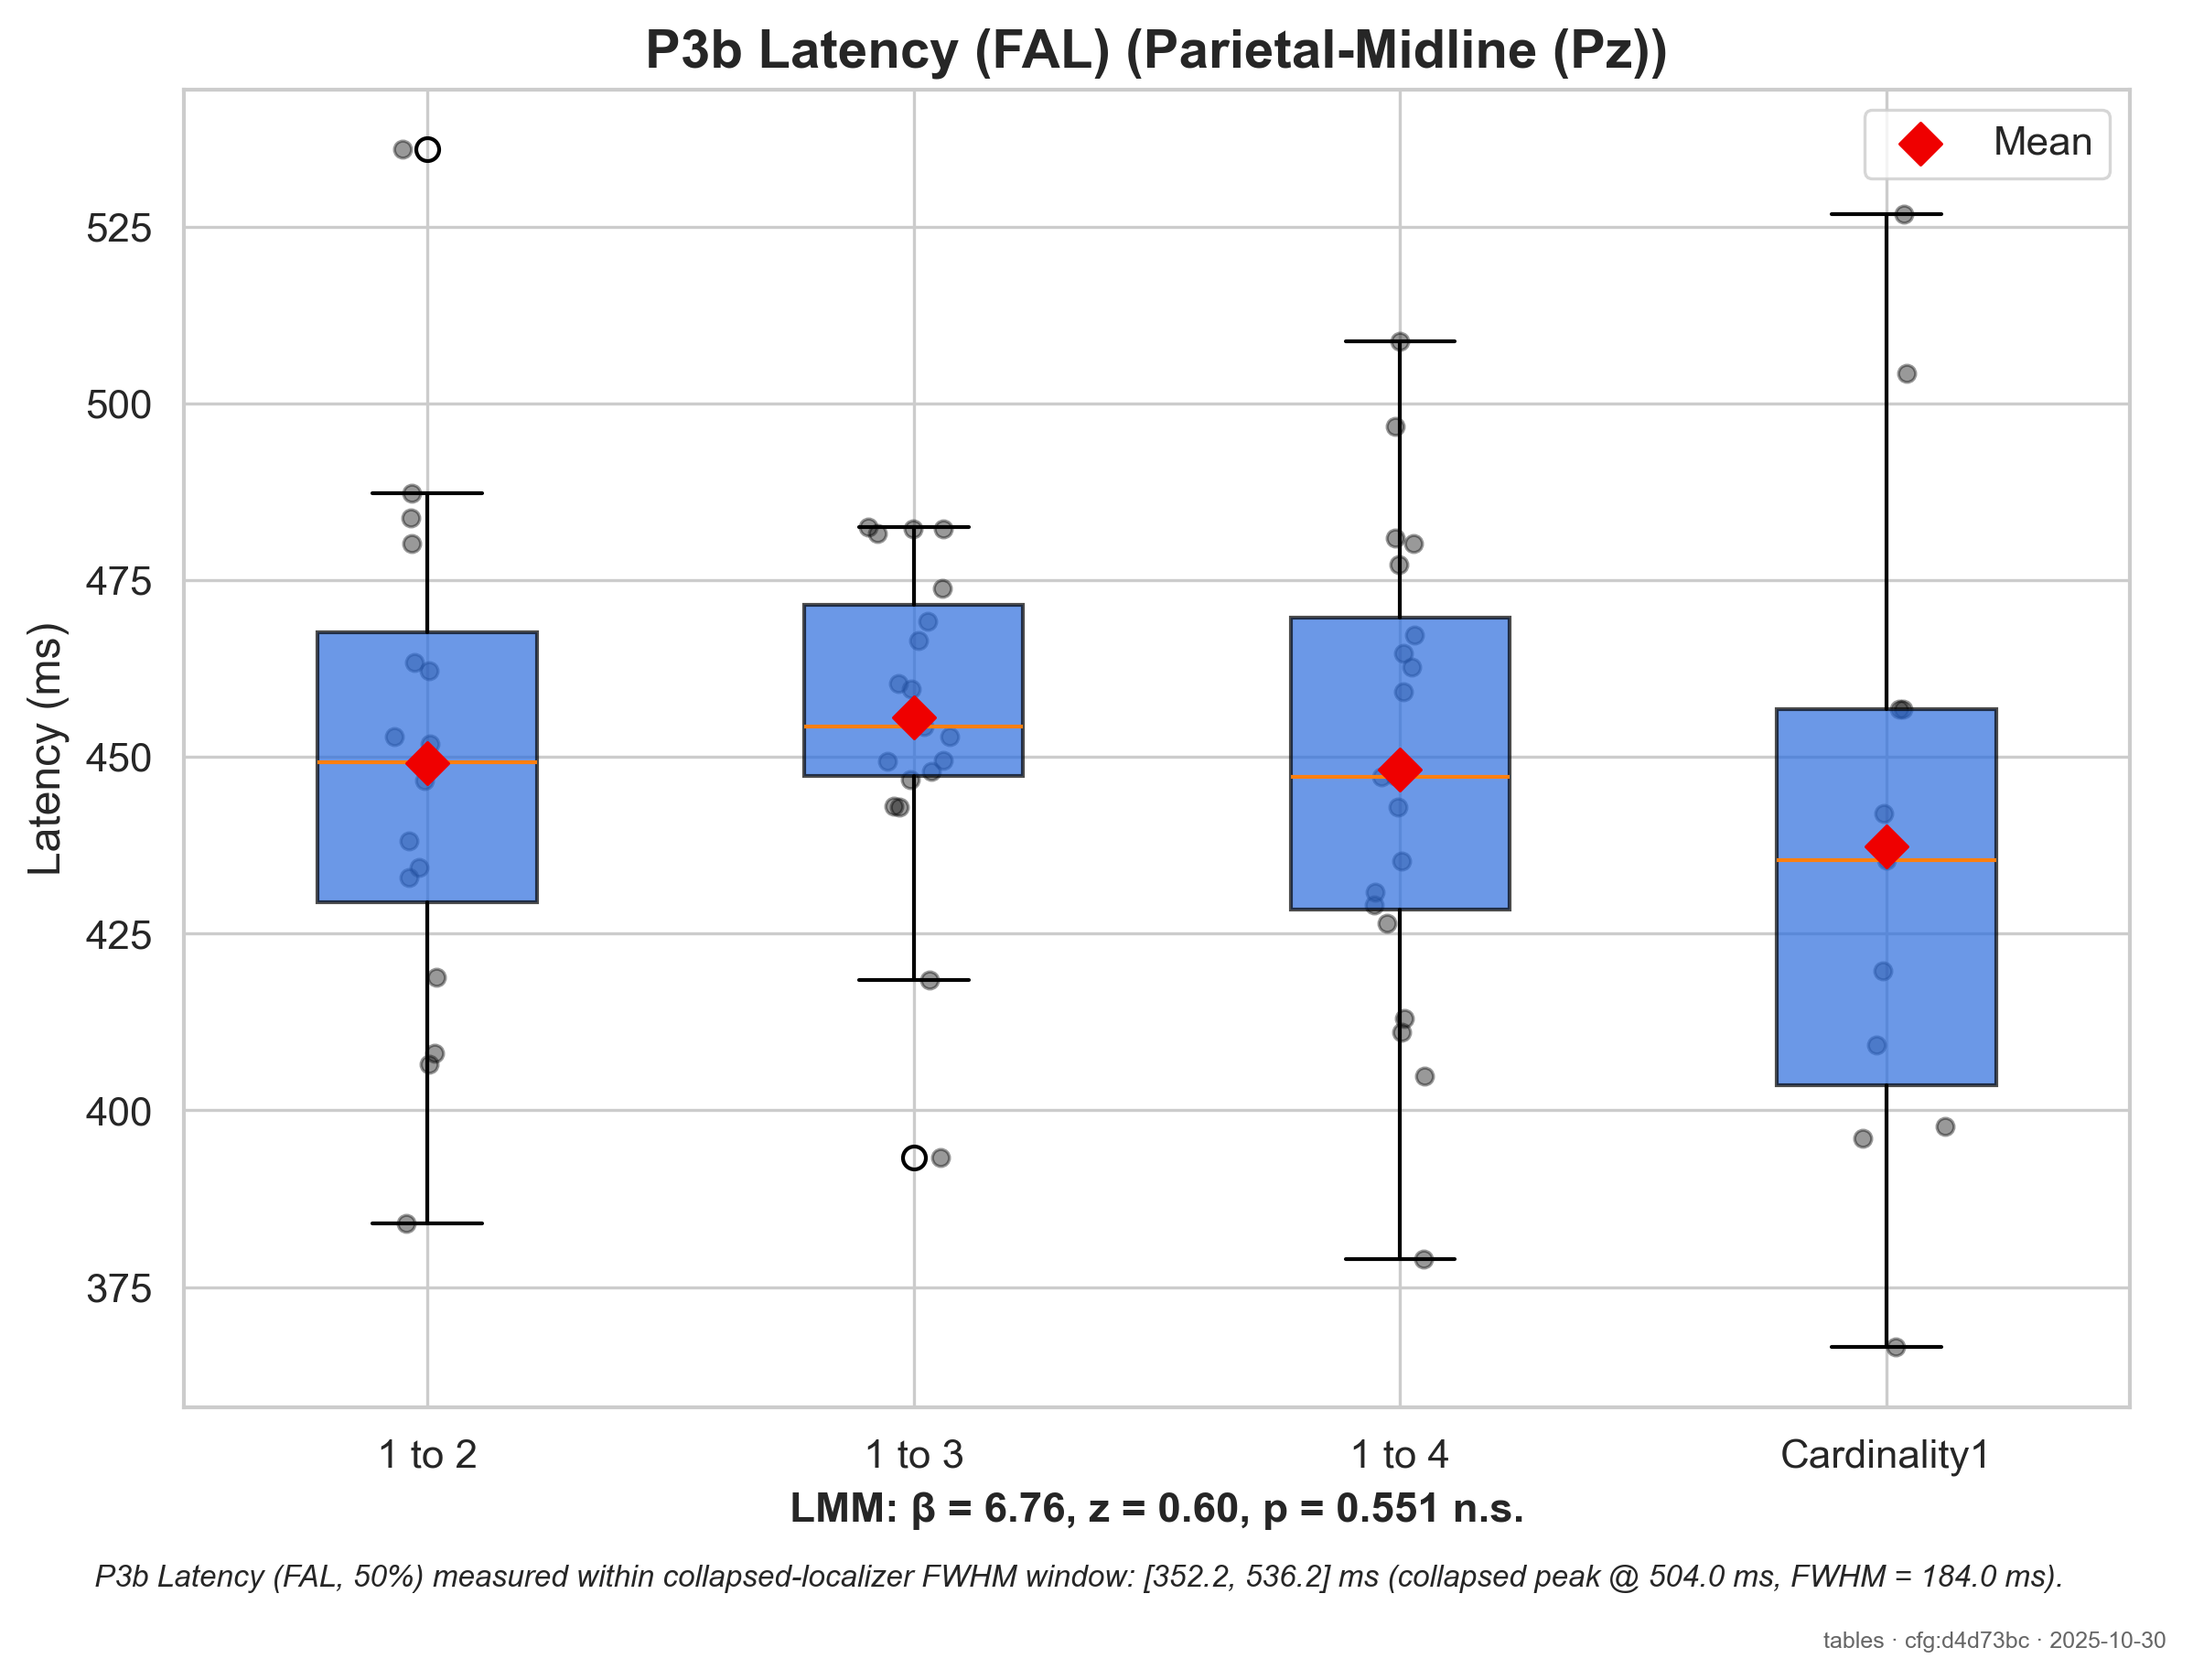 P3b Latency (FAL) (Parietal-Midline (Pz))
Mean
Latency (ms)
525
500
475
450
425
400
375
1 to 2
1 to 3
1 to 4
Cardinality1
LMM: β = 6.76, z = 0.60, p = 0.551 n.s.
P3b Latency (FAL, 50%) measured within collapsed-localizer FWHM window: [352.2, 536.2] ms (collapsed peak @ 504.0 ms, FWHM = 184.0 ms).
tables · cfg:d4d73bc · 2025-10-30